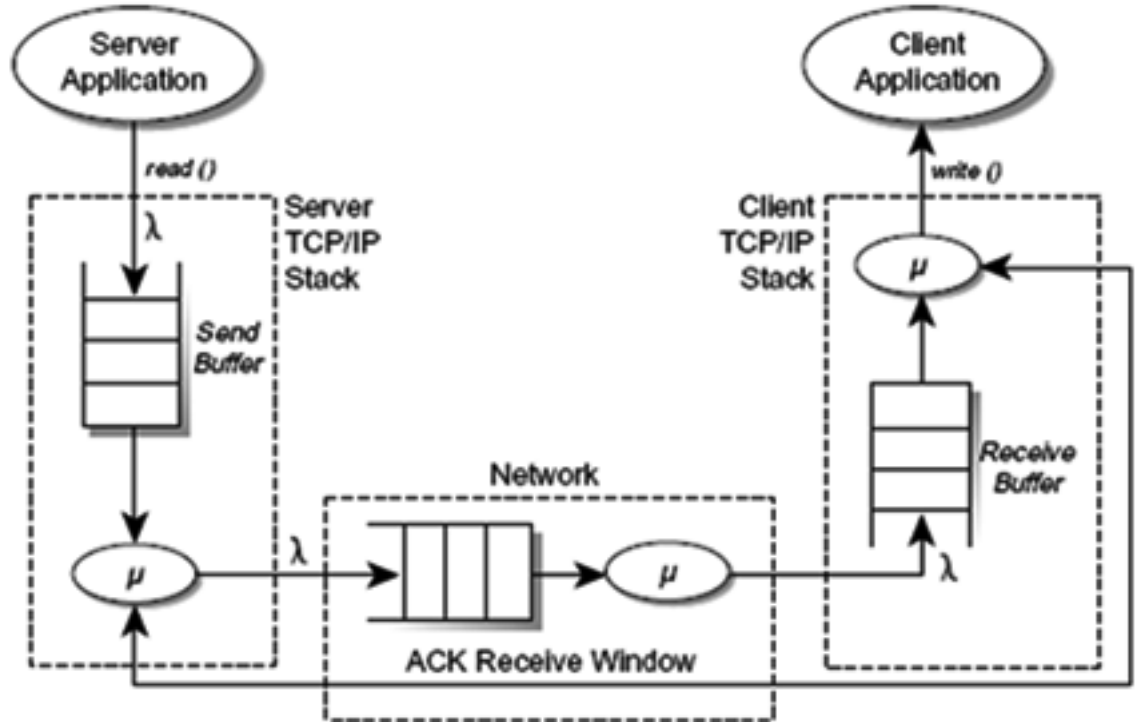 Server
Application
Client
Application
read ()
write ()
λ
Server
TCP/IP
Stack
Client
TCP/IP
Stack
μ
Send
Buffer
Receive
Buffer
Network
λ
μ
μ
λ
ACK Receive Window